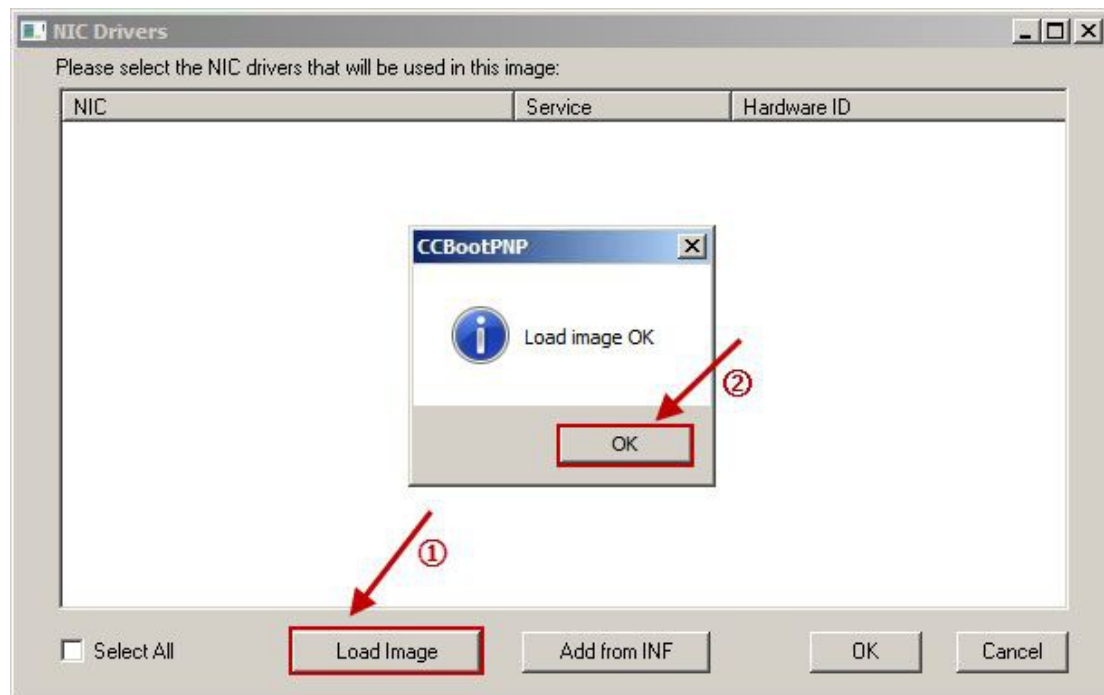 NIC Drivers
Please select the NIC drivers that will be used in this image:
NIC Service Hardware ID
CCBootPNP
Load image OK
②
OK
①
Select All Load Image Add from INF OK Cancel